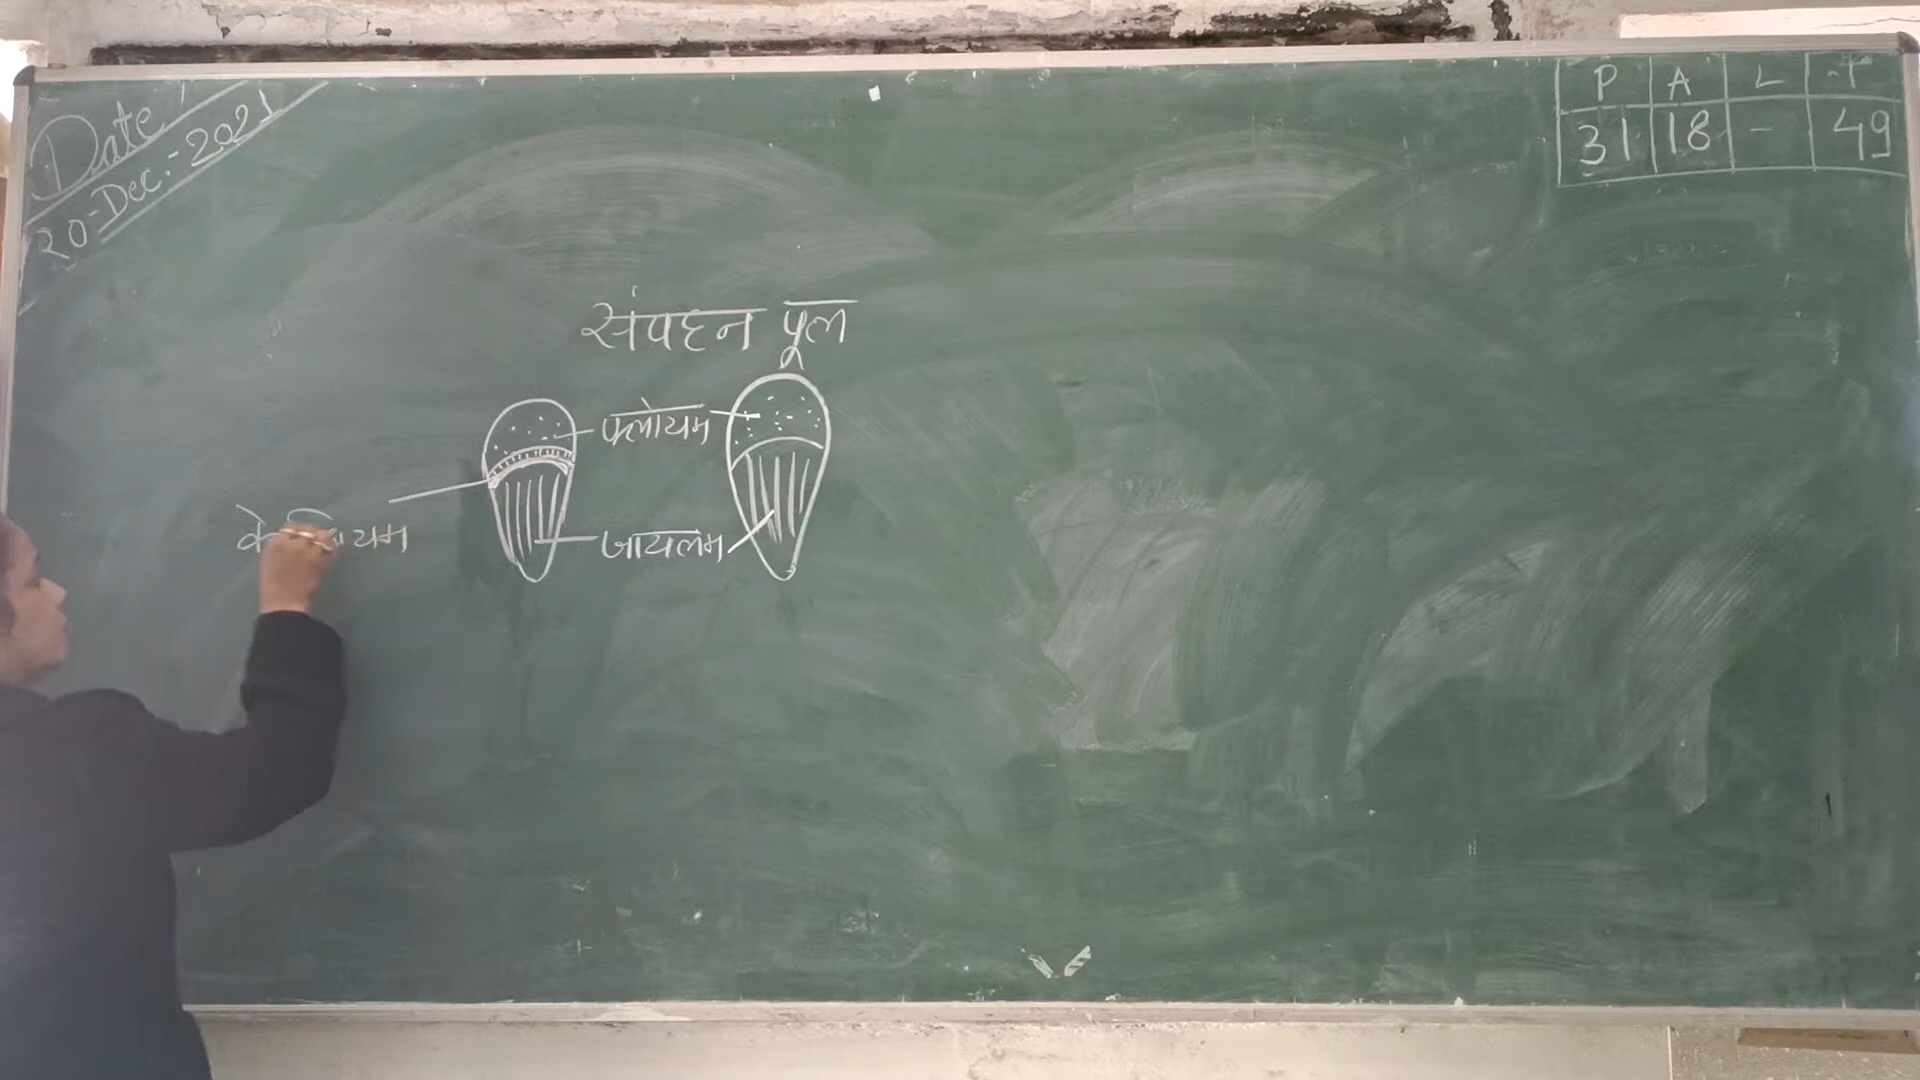 Date
20-Dec.-2021
P A L T
31 18 - 49
संवहन पूल
फ्लोयम
जायलम